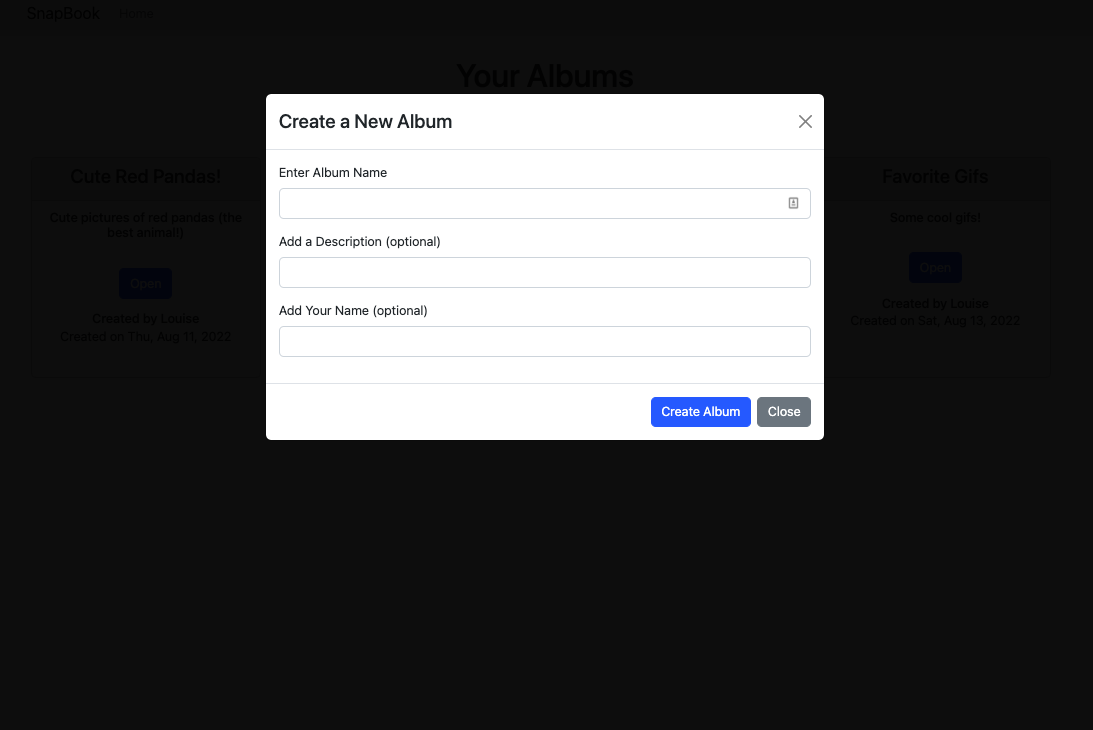 SnapBook Home
Your Albums
Create a New Album
Enter Album Name
Add a Description (optional)
Add Your Name (optional)
Create Album Close
Cute Red Pandas!
Cute pictures of red pandas (the
best animal!)
Open
Created by Louise
Created on Thu, Aug 11, 2022
Favorite Gifs
Some cool gifs!
Open
Created by Louise
Created on Sat, Aug 13, 2022